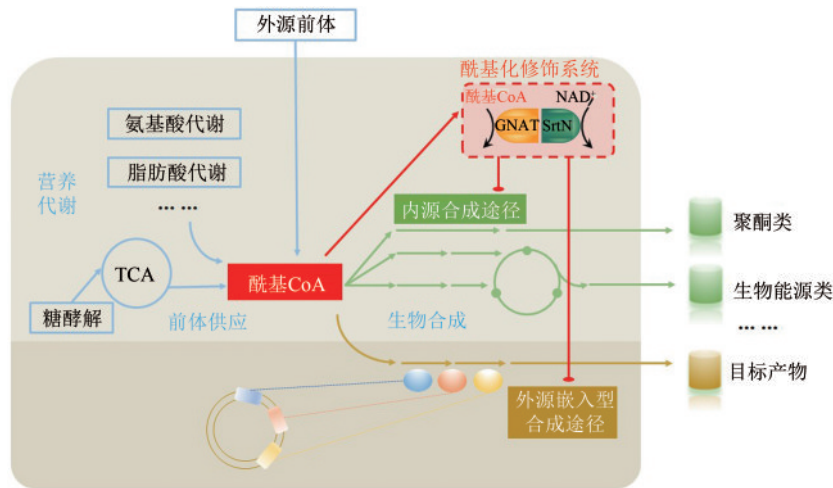 外源前体
酰基化修饰系统
酰基CoA
NAD⁺
GNAT
SrtN
氨基酸代谢
脂肪酸代谢
... ...
营养
代谢
内源合成途径
TCA
酰基CoA
糖酵解
前体供应
生物合成
聚酮类
生物能源类
... ...
目标产物
外源嵌入型
合成途径